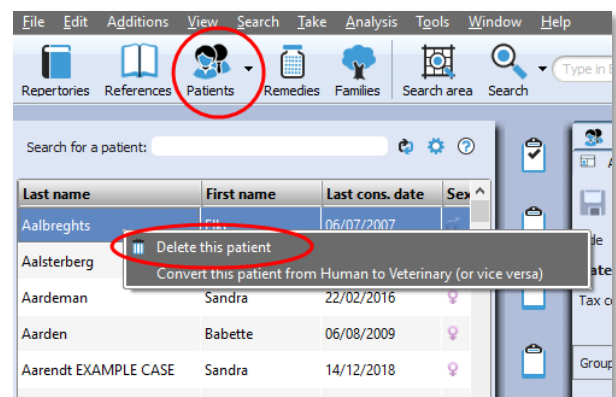 File Edit Additions View Search Take Analysis Tools Window Help
Repertories References Patients Remedies Families Search area Search Type in
Search for a patient:
Last name First name Last cons. date Sex
Aalbreghts 06/07/2007
Delete this patient
Aalsterberg
Convert this patient from Human to Veterinary (or vice versa)
Aardeman Sandra 22/02/2016
Tax
Aarden Babette 06/08/2009
Aarendt EXAMPLE CASE Sandra 14/12/2018
Group